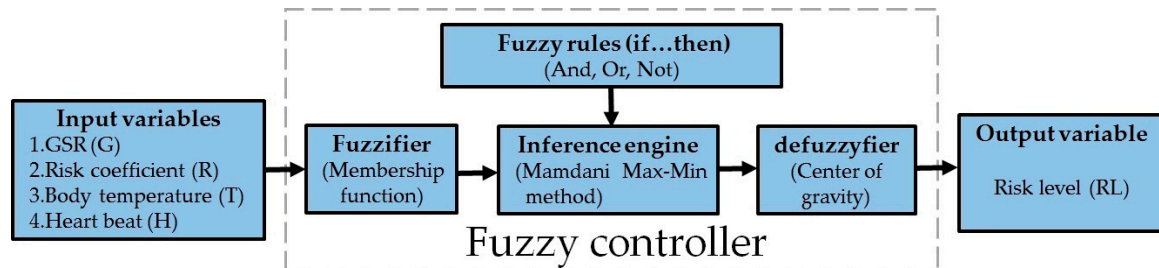 Fuzzy rules (if...then)
(And, Or, Not)
Input variables
1.GSR (G)
2.Risk coefficient (R)
3.Body temperature (T)
4.Heart beat (H)
Fuzzifier
(Membership
function)
Inference engine
(Mamdani Max-Min
method)
defuzzyfier
(Center of
gravity)
Output variable
Risk level (RL)
Fuzzy controller